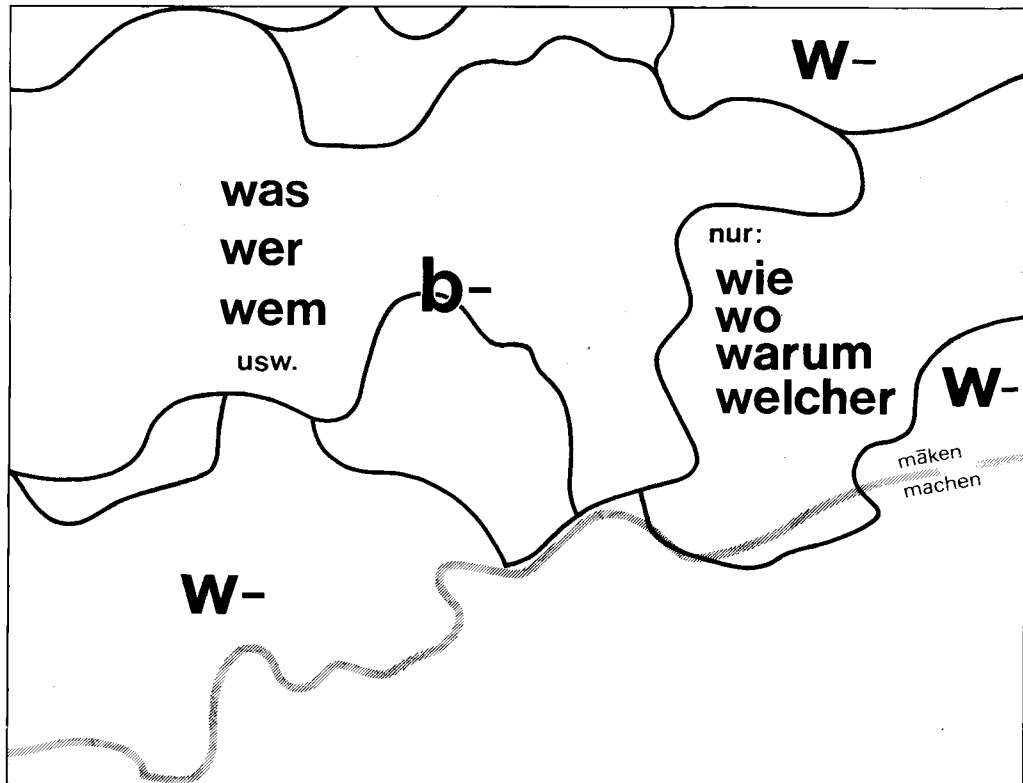 w-
was
wer
wem
usw.
b-
nur:
wie
wo
warum
welcher
w-
māken
machen
w-